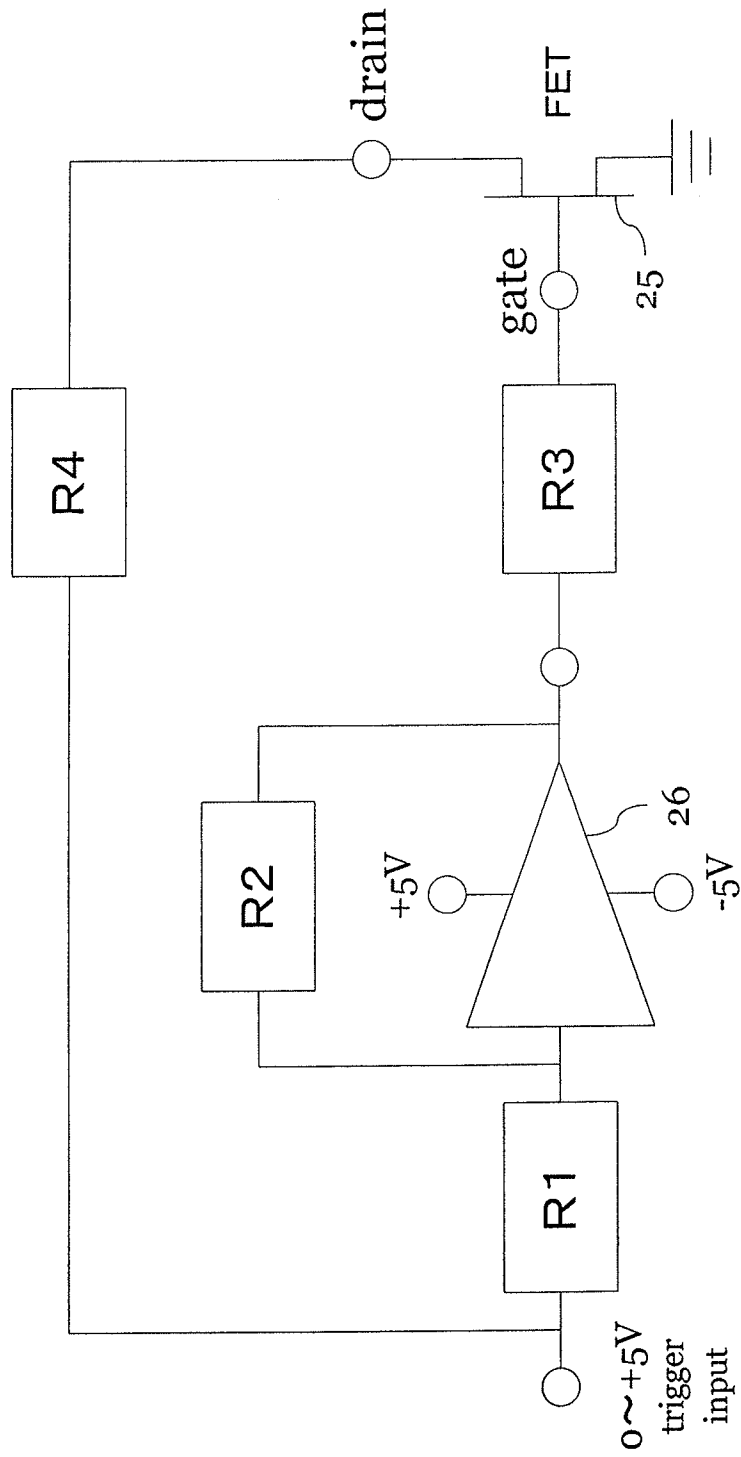 R4
drain
FET
R2
+5V
gate
R1
R3
26
25
-5V
0~+5V
trigger
input